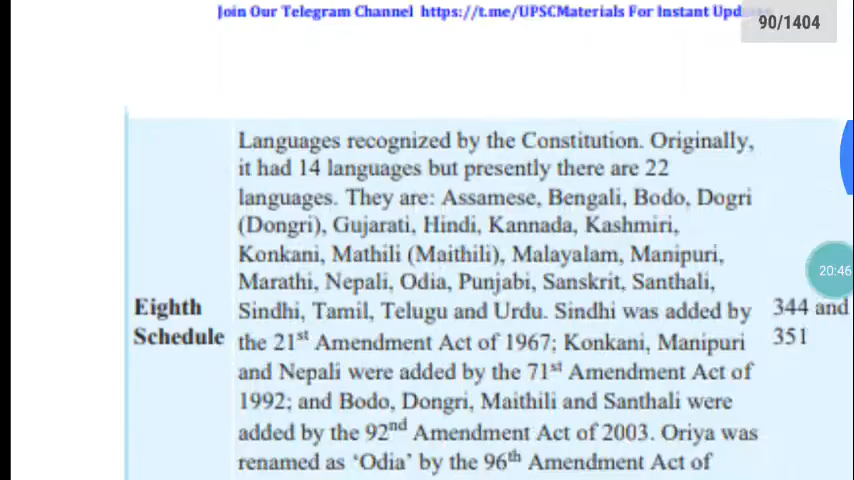 Join Our Telegram Channel https://t.me/UPSCMaterials For Instant
90/1404
Languages recognized by the Constitution. Originally,
it had 14 languages but presently there are 22
languages. They are: Assamese, Bengali, Bodo, Dogri
(Dongri), Gujarati, Hindi, Kannada, Kashmiri,
Konkani, Mathili (Maithili), Malayalam, Manipuri,
Marathi, Nepali, Odia, Punjabi, Sanskrit, Santhali,
20:46
Eighth Sindhi, Tamil, Telugu and Urdu. Sindhi was added by 344 and
Schedule the 21st Amendment Act of 1967; Konkani, Manipuri 351
and Nepali were added by the 71st Amendment Act of
1992; and Bodo, Dongri, Maithili and Santhali were
added by the 92nd Amendment Act of 2003. Oriya was
renamed as ‘Odia’ by the 96th Amendment Act of